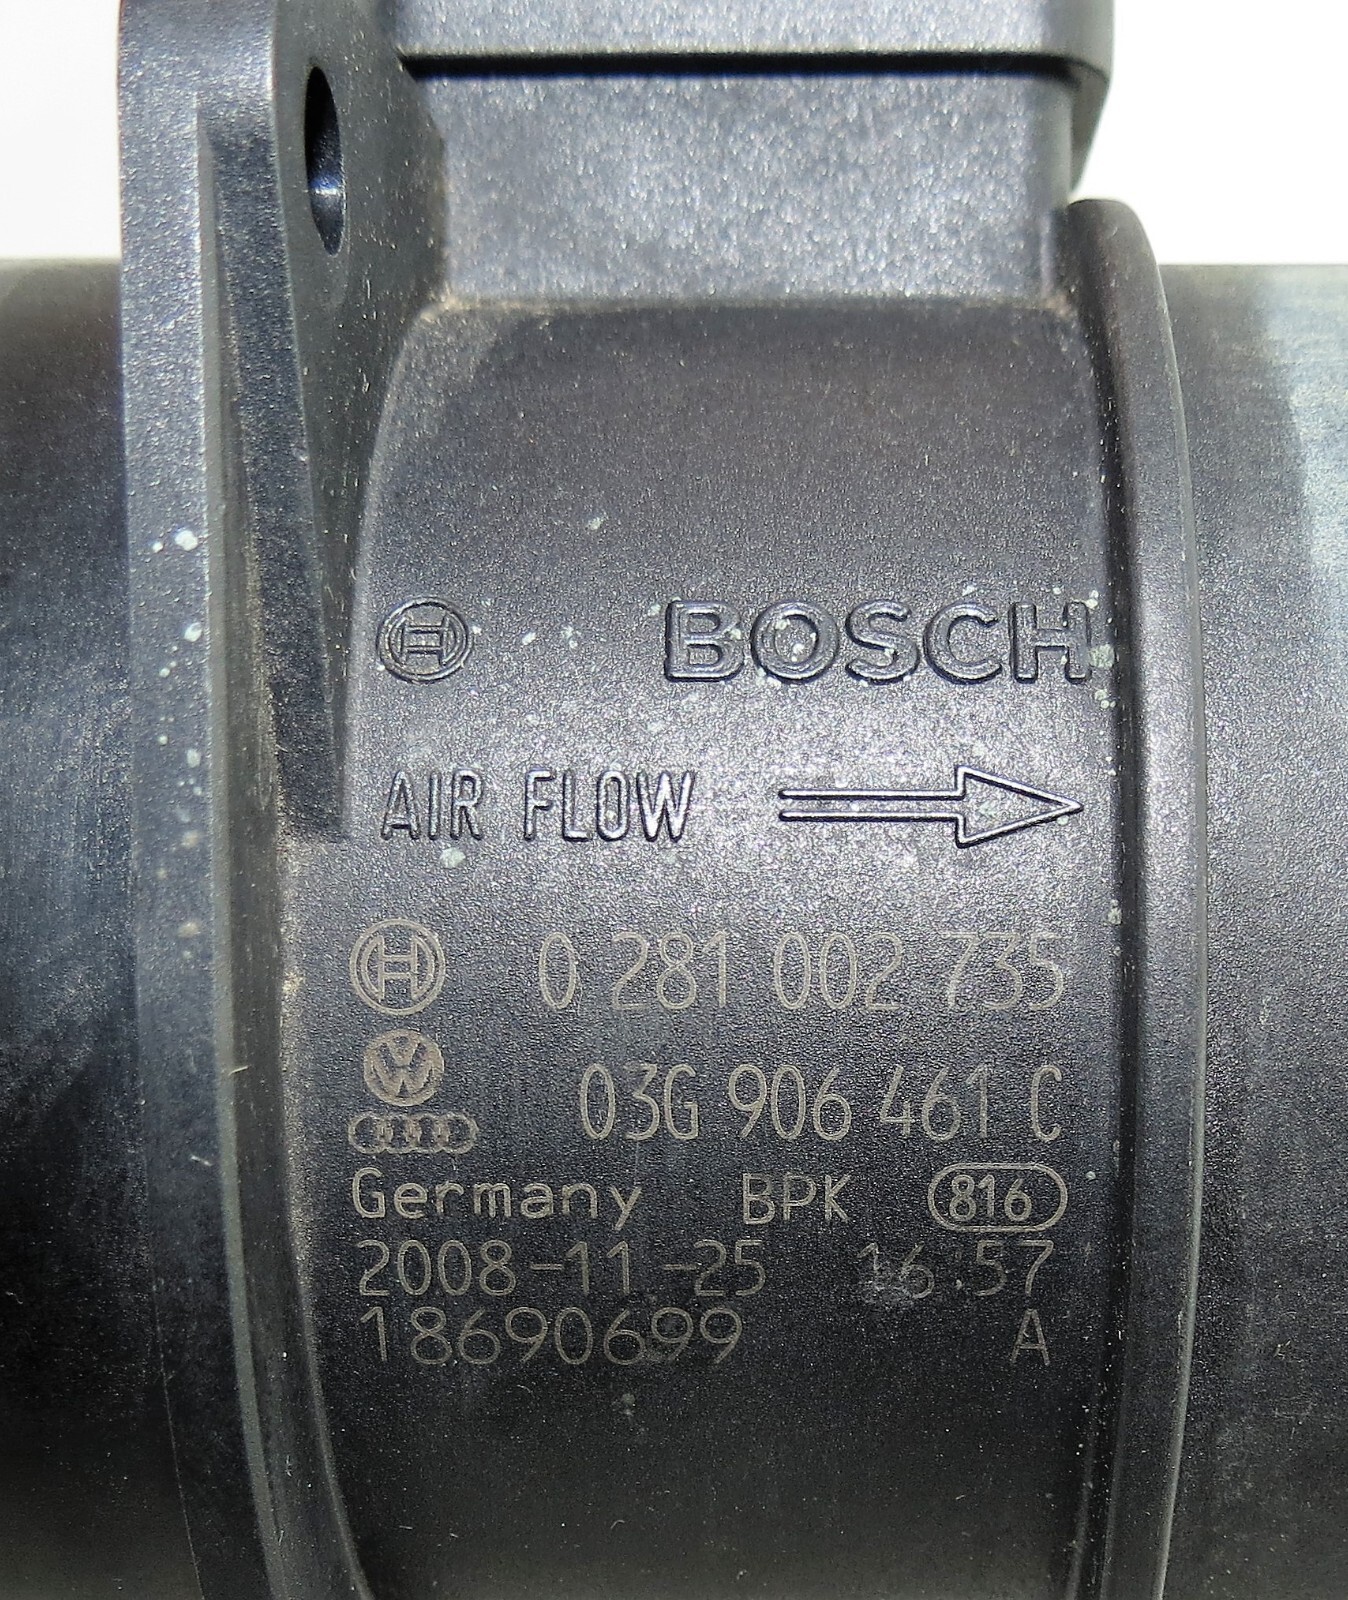 BOSCH
AIR FLOW
0 281 002 735
03G 906 461 C
Germany BPK 816
2008-11-25 16:57
18690699 A